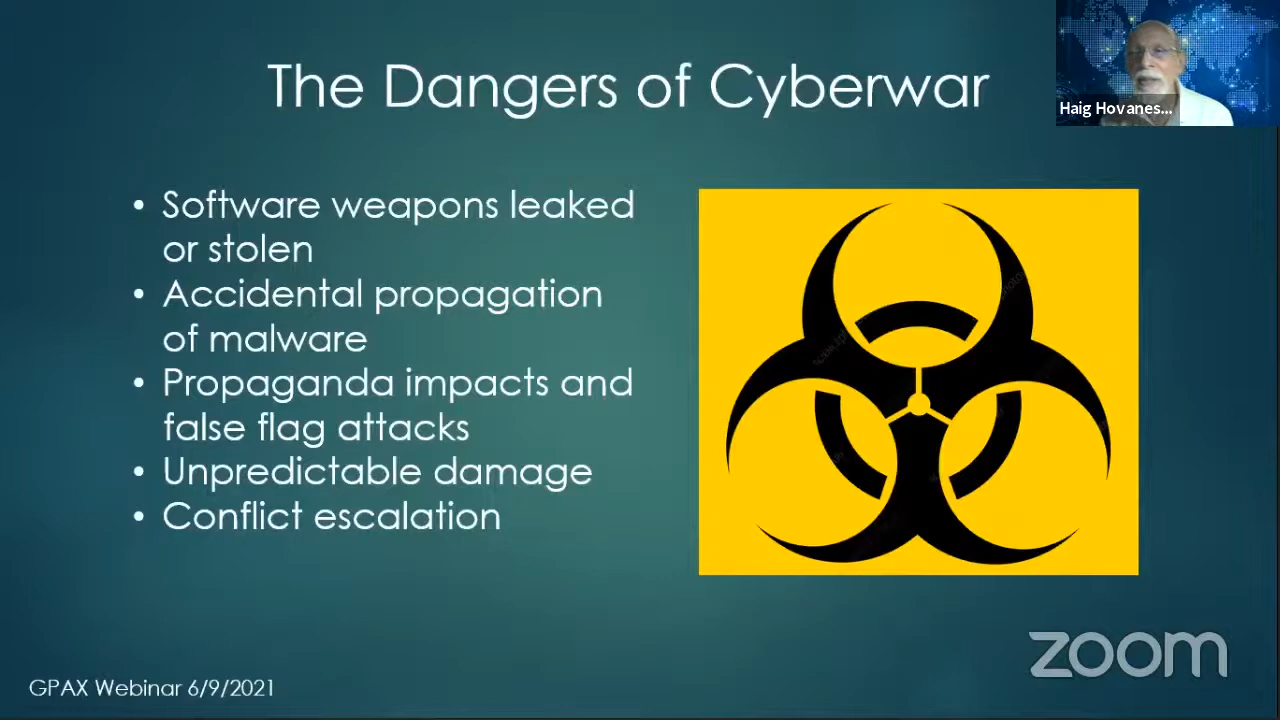 The Dangers of Cyberwar
Haig Hovanes...
• Software weapons leaked
or stolen
• Accidental propagation
of malware
• Propaganda impacts and
false flag attacks
• Unpredictable damage
• Conflict escalation
zoom
GPAX Webinar 6/9/2021